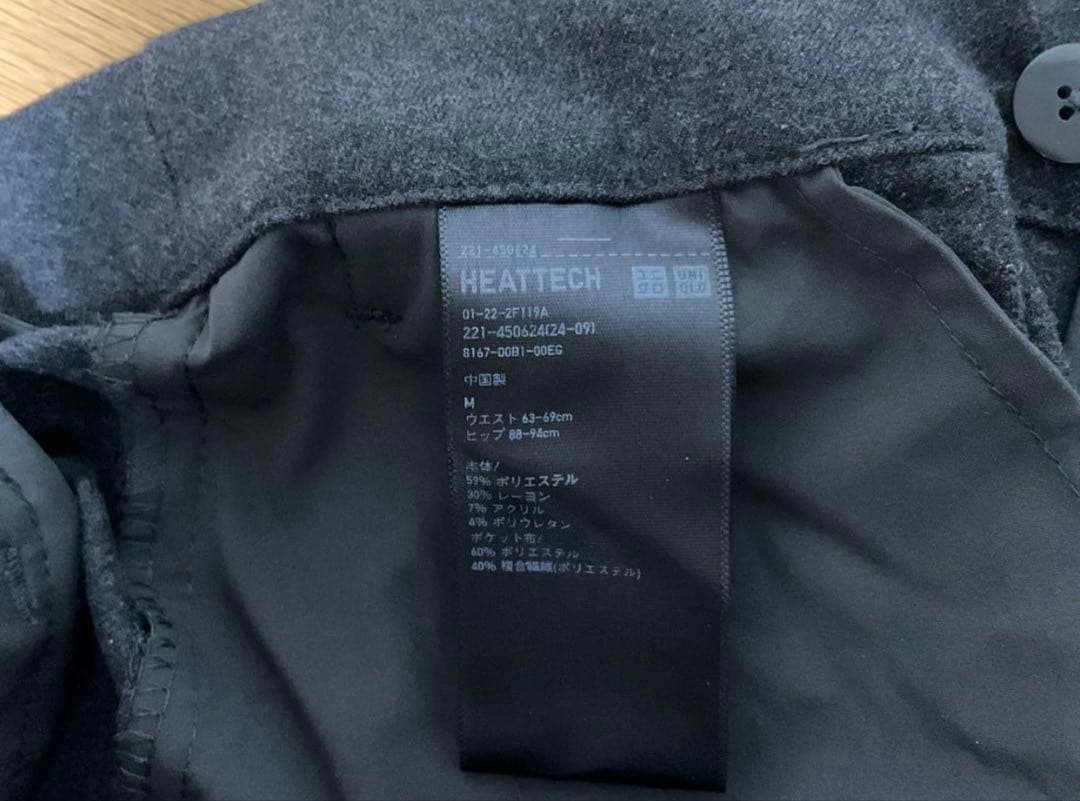 221-450624
HEATTECH ユニ UNI
クロ QLO
01-22-2F119A
221-450624(24-09)
8167-00B1-00EG
中国製
M
ウエスト 63-69cm
ヒップ 88-94cm
本体/
59% ポリエステル
30% レーヨン
7% アクリル
4% ポリウレタン
ポケット布/
60% ポリエステル
40% 複合繊維(ポリエステル)